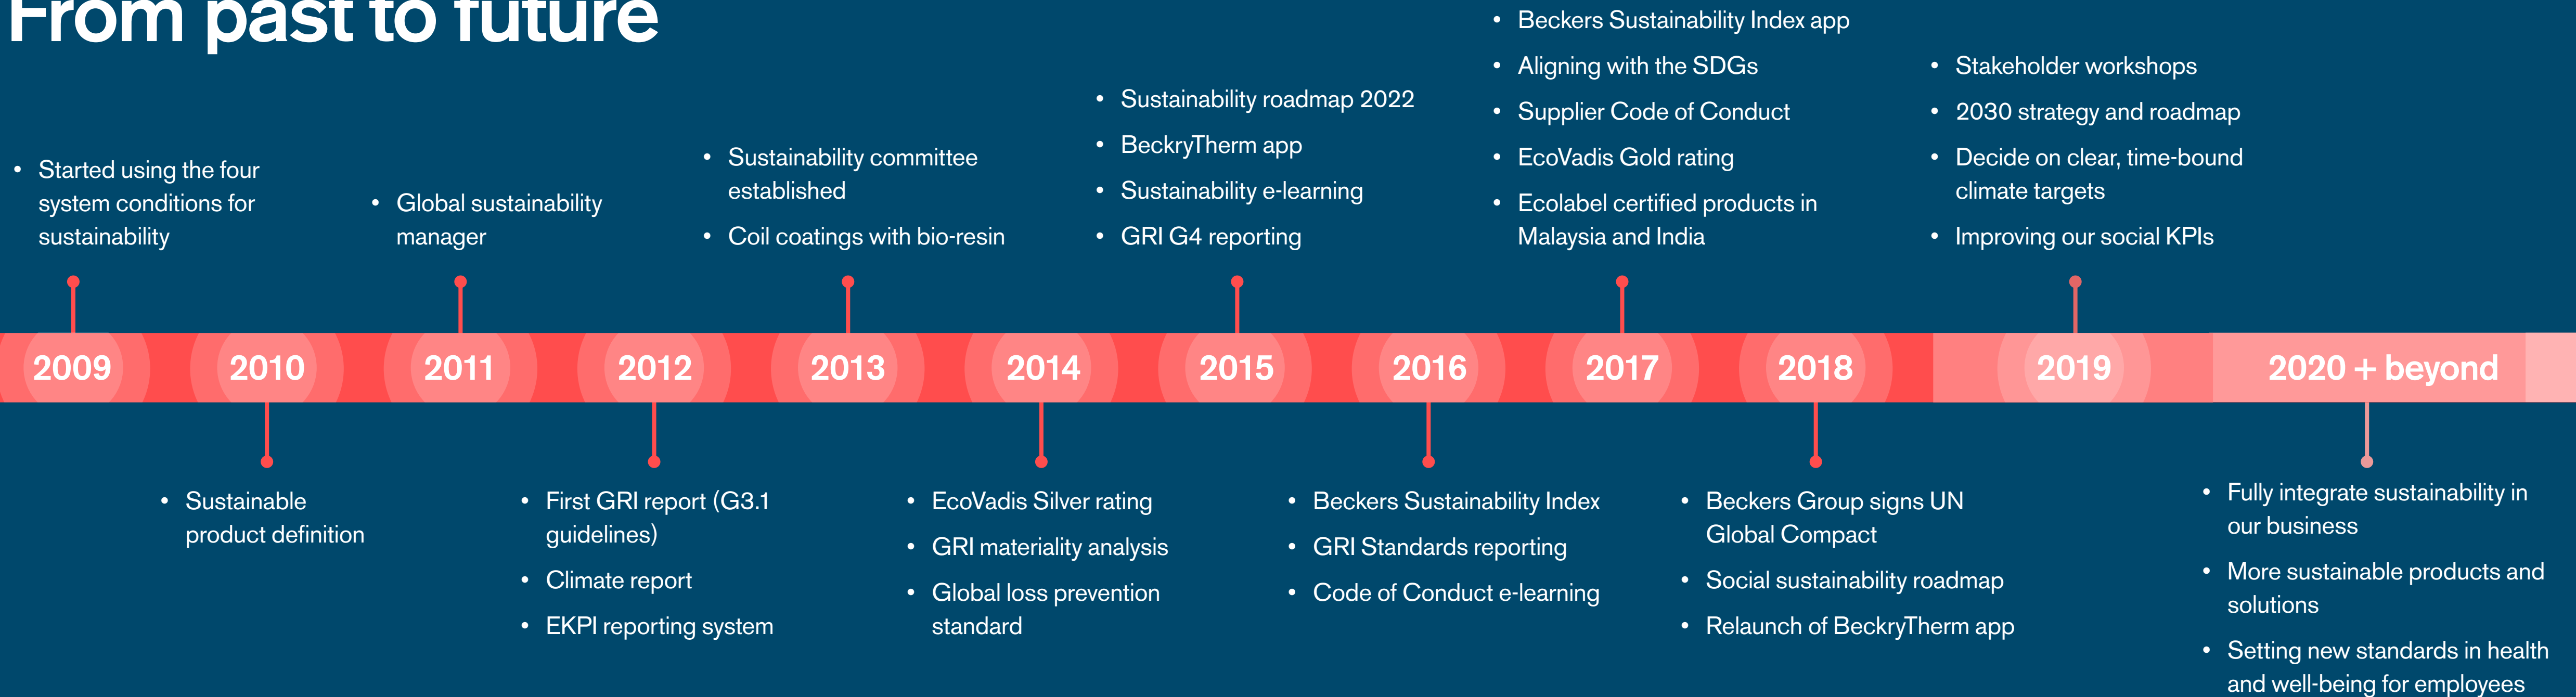 From past to future
• Started using the four
system conditions for
sustainability
• Global sustainability
manager
• Sustainability committee
established
• Coil coatings with bio-resin
• Sustainability roadmap 2022
• BeckryTherm app
• Sustainability e-learning
• GRI G4 reporting
• Beckers Sustainability Index app
• Aligning with the SDGs
• Supplier Code of Conduct
• EcoVadis Gold rating
• Ecolabel certified products in
Malaysia and India
• Stakeholder workshops
• 2030 strategy and roadmap
• Decide on clear, time-bound
climate targets
• Improving our social KPIs
2009 2010 2011 2012 2013 2014 2015 2016 2017 2018 2019 2020 + beyond
• Sustainable
product definition
• First GRI report (G3.1
guidelines)
• Climate report
• EKPI reporting system
• EcoVadis Silver rating
• GRI materiality analysis
• Global loss prevention
standard
• Beckers Sustainability Index
• GRI Standards reporting
• Code of Conduct e-learning
• Beckers Group signs UN
Global Compact
• Social sustainability roadmap
• Relaunch of BeckryTherm app
• Fully integrate sustainability in
our business
• More sustainable products and
solutions
• Setting new standards in health
and well-being for employees